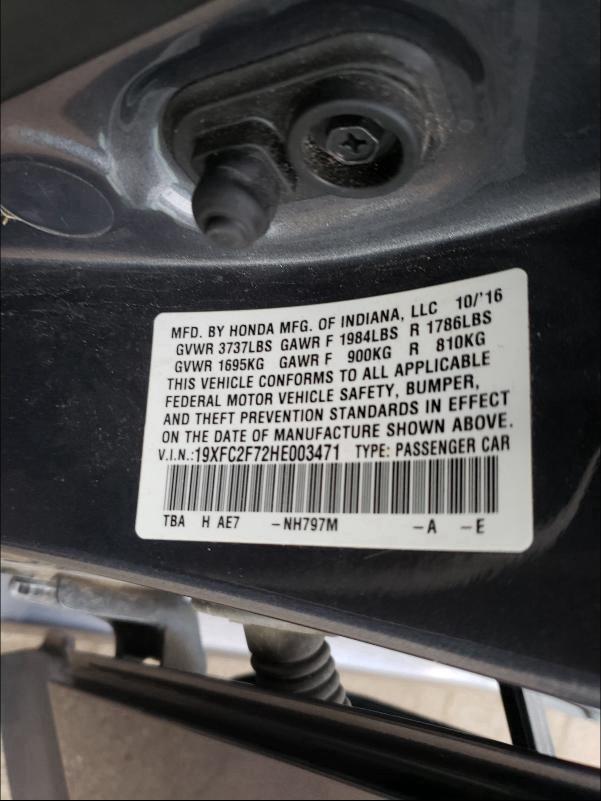 MFD. BY HONDA MFG. OF INDIANA, LLC 10/'16
GVWR 3737LBS GAWR F 1984LBS R 1786LBS
GVWR 1695KG GAWR F 900KG R 810KG
THIS VEHICLE CONFORMS TO ALL APPLICABLE
FEDERAL MOTOR VEHICLE SAFETY, BUMPER,
AND THEFT PREVENTION STANDARDS IN EFFECT
ON THE DATE OF MANUFACTURE SHOWN ABOVE.
V.I.N.:19XFC2F72HE003471 TYPE: PASSENGER CAR
TBA H AE7 -NH797M -A -E